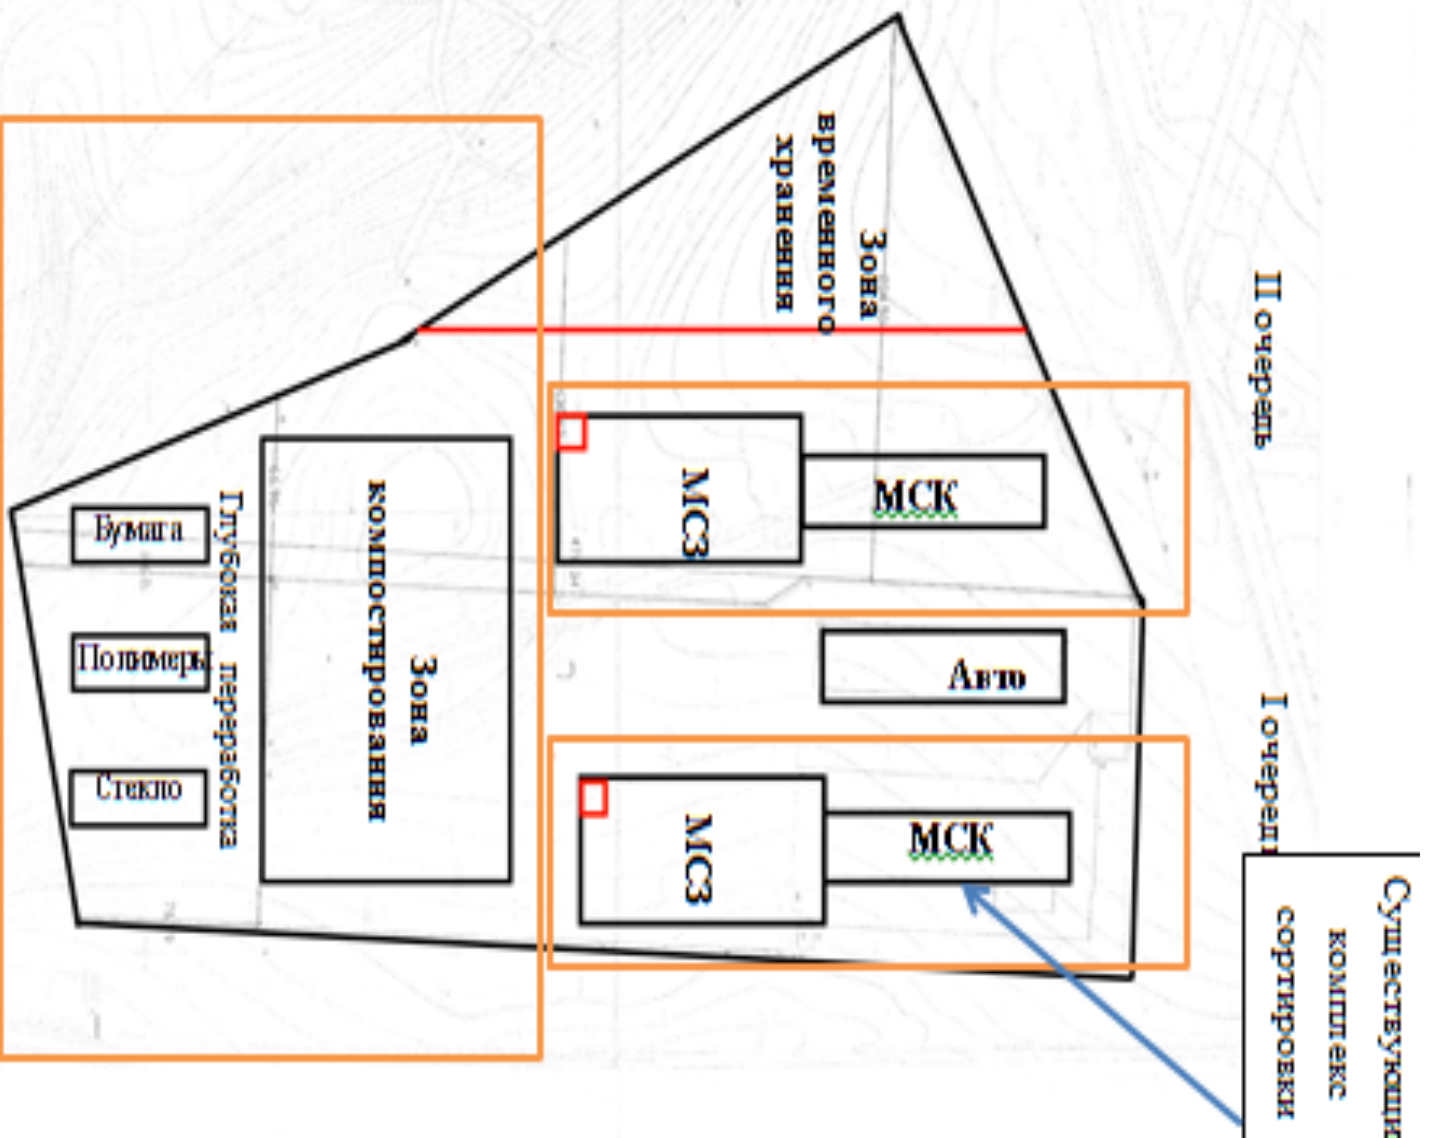 Зона
временного
хранения
II очередь
МСК
МСЗ
Авто
I очередь
МСК
МСЗ
Зона
компостирования
Глубокая переработка
Бумага
Полимеры
Стекло
Существующи
комплекс
сортировки